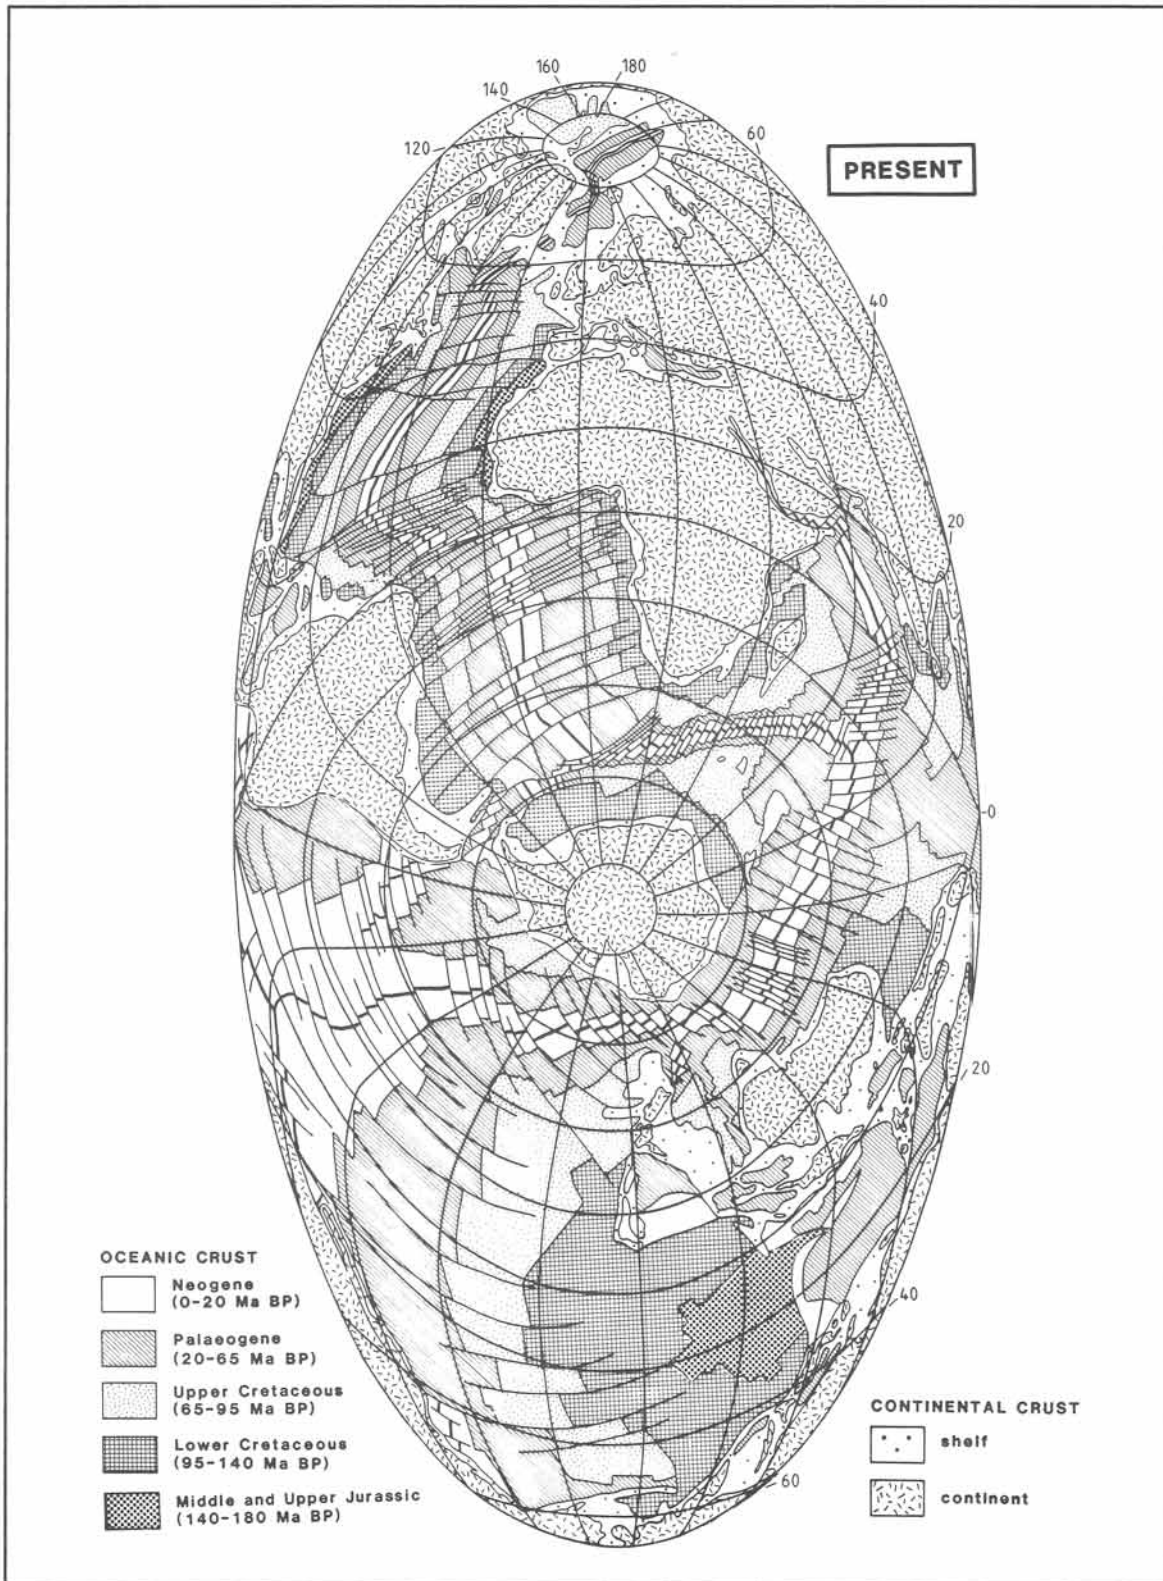 160
180
140
120
60
PRESENT
40
20
-0
20
40
60
OCEANIC CRUST
Neogene
(0-20 Ma BP)
Palaeogene
(20-65 Ma BP)
Upper Cretaceous
(65-95 Ma BP)
Lower Cretaceous
(95-140 Ma BP)
Middle and Upper Jurassic
(140-180 Ma BP)
CONTINENTAL CRUST
shelf
continent